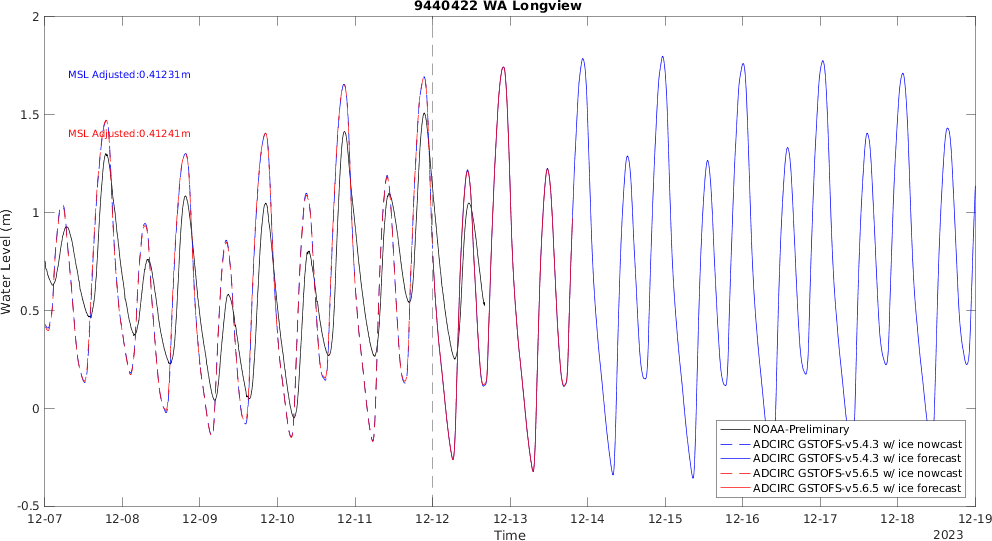 9440422 WA Longview
2
1.5
1
0.5
0
-0.5
Water Level (m)
MSL Adjusted:0.41231m
MSL Adjusted:0.41241m
NOAA-Preliminary
ADCIRC GSTOFS-v5.4.3 w/ ice nowcast
ADCIRC GSTOFS-v5.4.3 w/ ice forecast
ADCIRC GSTOFS-v5.6.5 w/ ice nowcast
ADCIRC GSTOFS-v5.6.5 w/ ice forecast
12-07 12-08 12-09 12-10 12-11 12-12 12-13 12-14 12-15 12-16 12-17 12-18 12-19
Time
2023